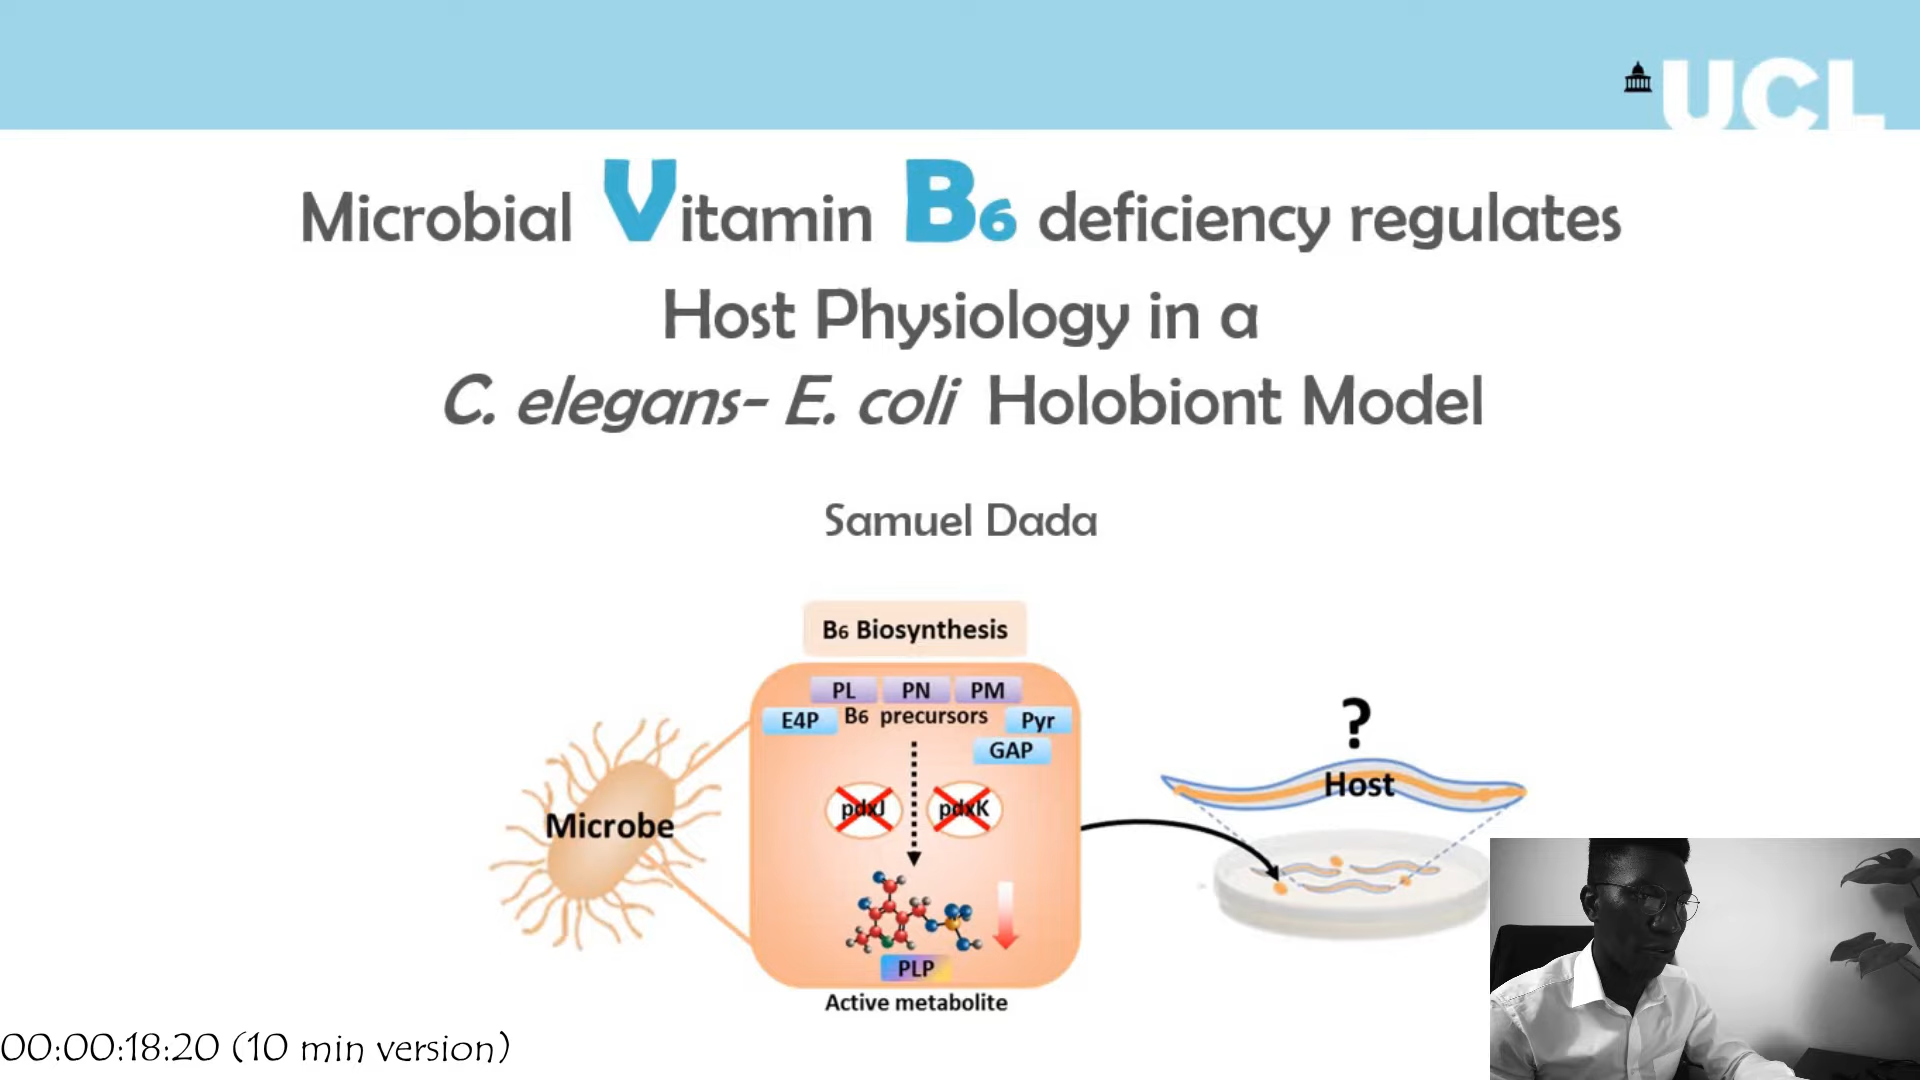 UCL
Microbial Vitamin B6 deficiency regulates
Host Physiology in a
C. elegans- E. coli Holobiont Model
Samuel Dada
B6 Biosynthesis
PL PN PM
E4P B6 precursors Pyr
GAP
pdxJ pdxK
PLP
Active metabolite
Microbe
?
Host
00:00:18:20 (10 min version)